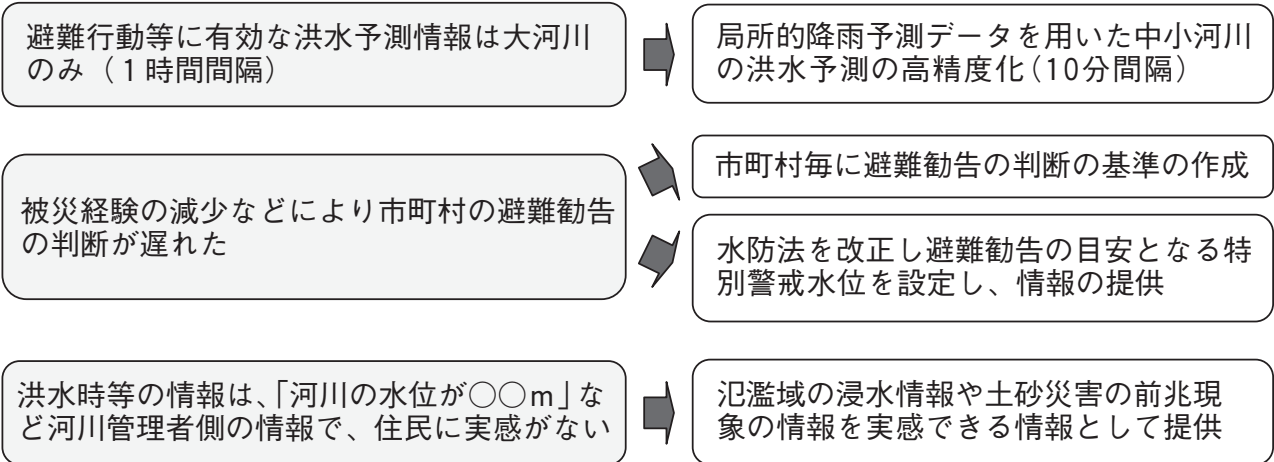 避難行動等に有効な洪水予測情報は大河川
のみ（１時間間隔）
局所的降雨予測データを用いた中小河川
の洪水予測の高精度化（10分間隔）
被災経験の減少などにより市町村の避難勧告
の判断が遅れた
市町村毎に避難勧告の判断の基準の作成
水防法を改正し避難勧告の目安となる特
別警戒水位を設定し、情報の提供
洪水時等の情報は、「河川の水位が○○ｍ」な
ど河川管理者側の情報で、住民に実感がない
氾濫域の浸水情報や土砂災害の前兆現
象の情報を実感できる情報として提供